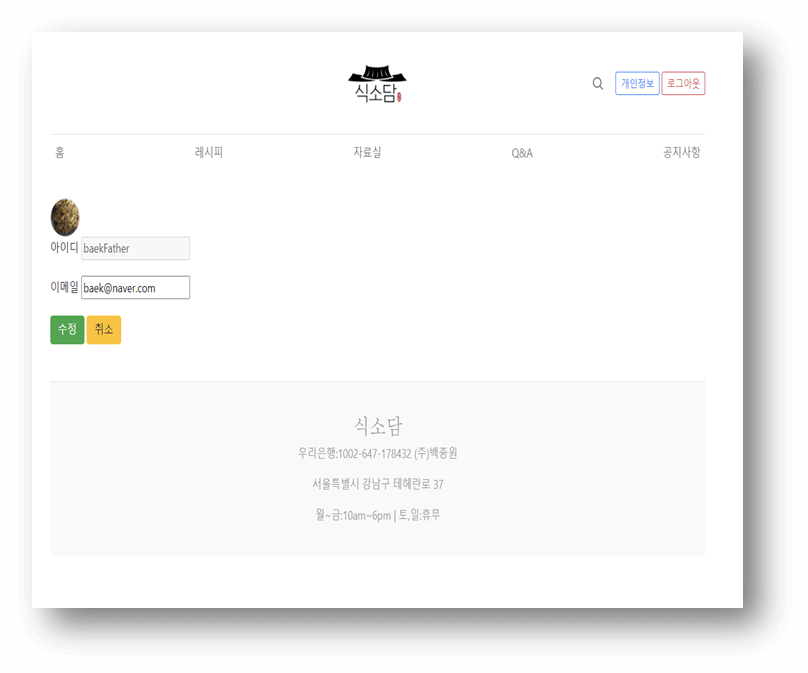 식소담
개인정보 로그아웃
홈 레시피 자료실 Q&A 공지사항
아이디 baekFather
이메일 baek@naver.com
수정 취소
식소담
우리은행:1002-647-178432 (주)백종원
서울특별시 강남구 테헤란로 37
월~금:10am~6pm | 토,일:휴무